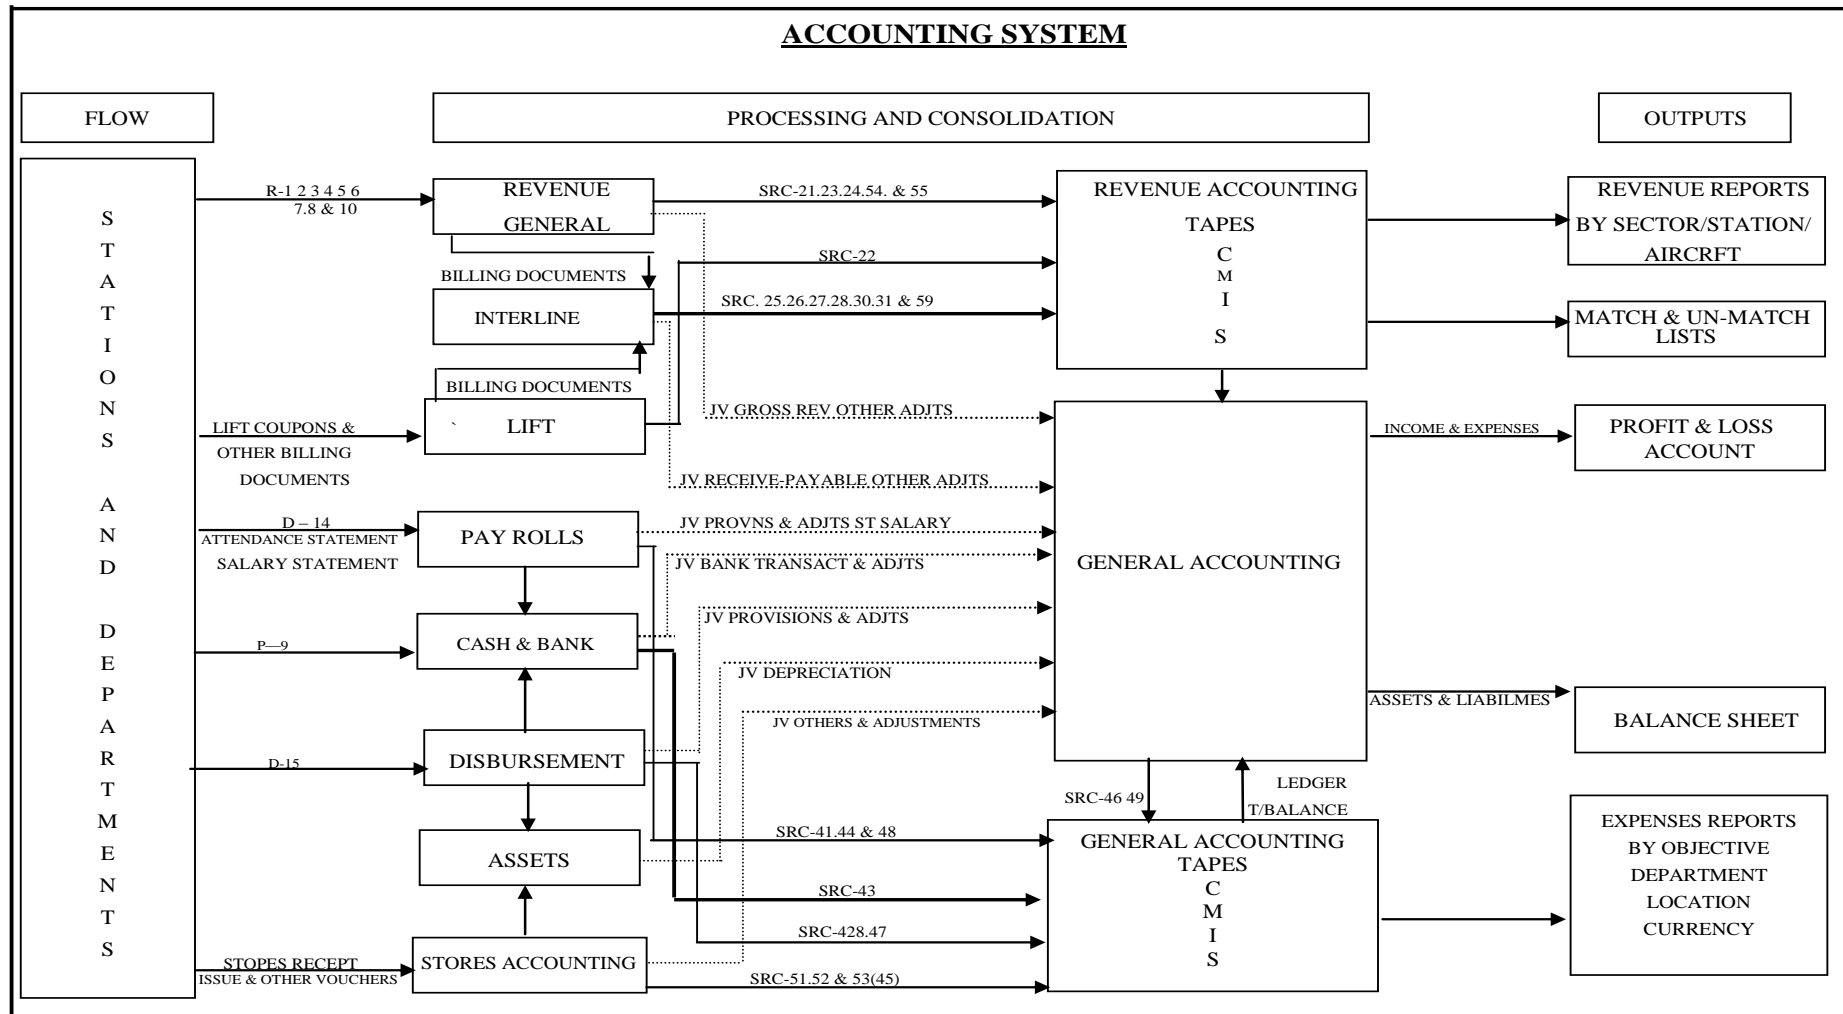 ACCOUNTING SYSTEM
FLOW
PROCESSING AND CONSOLIDATION
OUTPUTS
STATIONS AND DEPARTMENTS
R-1 2 3 4 5 6
7.8 & 10
REVENUE
GENERAL
SRC-21.23.24.54. & 55
REVENUE ACCOUNTING
TAPES
C
M
I
S
REVENUE REPORTS
BY SECTOR/STATION/
AIRCRFT
BILLING DOCUMENTS
SRC-22
INTERLINE
SRC. 25.26.27.28.30.31 & 59
MATCH & UN-MATCH
LISTS
BILLING DOCUMENTS
LIFT COUPONS &
OTHER BILLING
DOCUMENTS
` LIFT
JV GROSS REV OTHER ADJTS
INCOME & EXPENSES
PROFIT & LOSS
ACCOUNT
JV RECEIVE-PAYABLE OTHER ADJTS
D – 14
ATTENDANCE STATEMENT
SALARY STATEMENT
PAY ROLLS
JV PROVNS & ADJTS ST SALARY
JV BANK TRANSACT & ADJTS
GENERAL ACCOUNTING
P—9
CASH & BANK
JV PROVISIONS & ADJTS
JV DEPRECIATION
ASSETS & LIABILMES
BALANCE SHEET
JV OTHERS & ADJUSTMENTS
D-15
DISBURSEMENT
SRC-46 49
LEDGER
T/BALANCE
ASSETS
SRC-41.44 & 48
GENERAL ACCOUNTING
TAPES
C
M
I
S
EXPENSES REPORTS
BY OBJECTIVE
DEPARTMENT
LOCATION
CURRENCY
SRC-43
SRC-428.47
STOPES RECEPT
ISSUE & OTHER VOUCHERS
STORES ACCOUNTING
SRC-51.52 & 53(45)